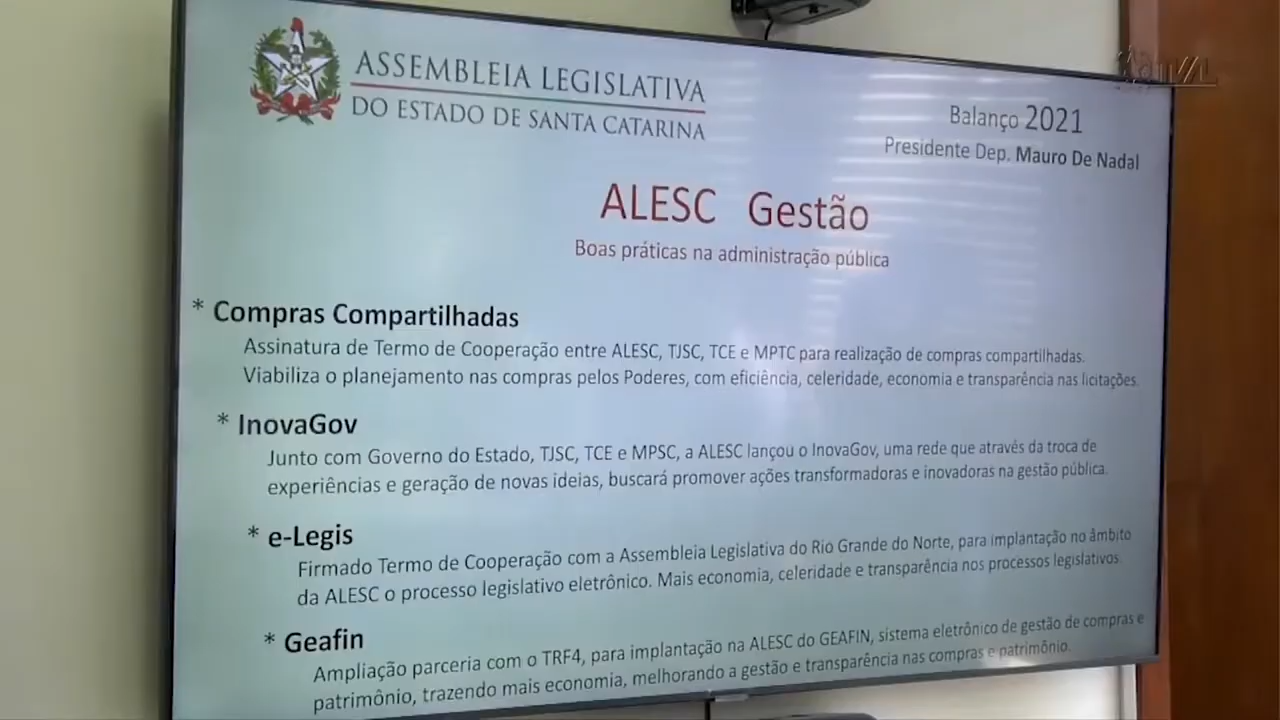 ASSEMBLEIA LEGISLATIVA
DO ESTADO DE SANTA CATARINA
Balanço 2021
Presidente Dep. Mauro De Nadal
ALESC Gestão
Boas práticas na administração pública
* Compras Compartilhadas
Assinatura de Termo de Cooperação entre ALESC, TJSC, TCE e MPTC para realização de compras compartilhadas.
Viabiliza o planejamento nas compras pelos Poderes, com eficiência, celeridade, economia e transparência nas licitações.
* InovaGov
Junto com Governo do Estado, TJSC, TCE e MPSC, a ALESC lançou o InovaGov, uma rede que através da troca de
experiências e geração de novas ideias, buscará promover ações transformadoras e inovadoras na gestão pública.
* e-Legis
Firmado Termo de Cooperação com a Assembleia Legislativa do Rio Grande do Norte, para implantação no âmbito
da ALESC o processo legislativo eletrônico. Mais economia, celeridade e transparência nos processos legislativos.
* Geafin
Ampliação parceria com o TRF4, para implantação na ALESC do GEAFIN, sistema eletrônico de gestão de compras e
patrimônio, trazendo mais economia, melhorando a gestão e transparência nas compras e patrimônio.